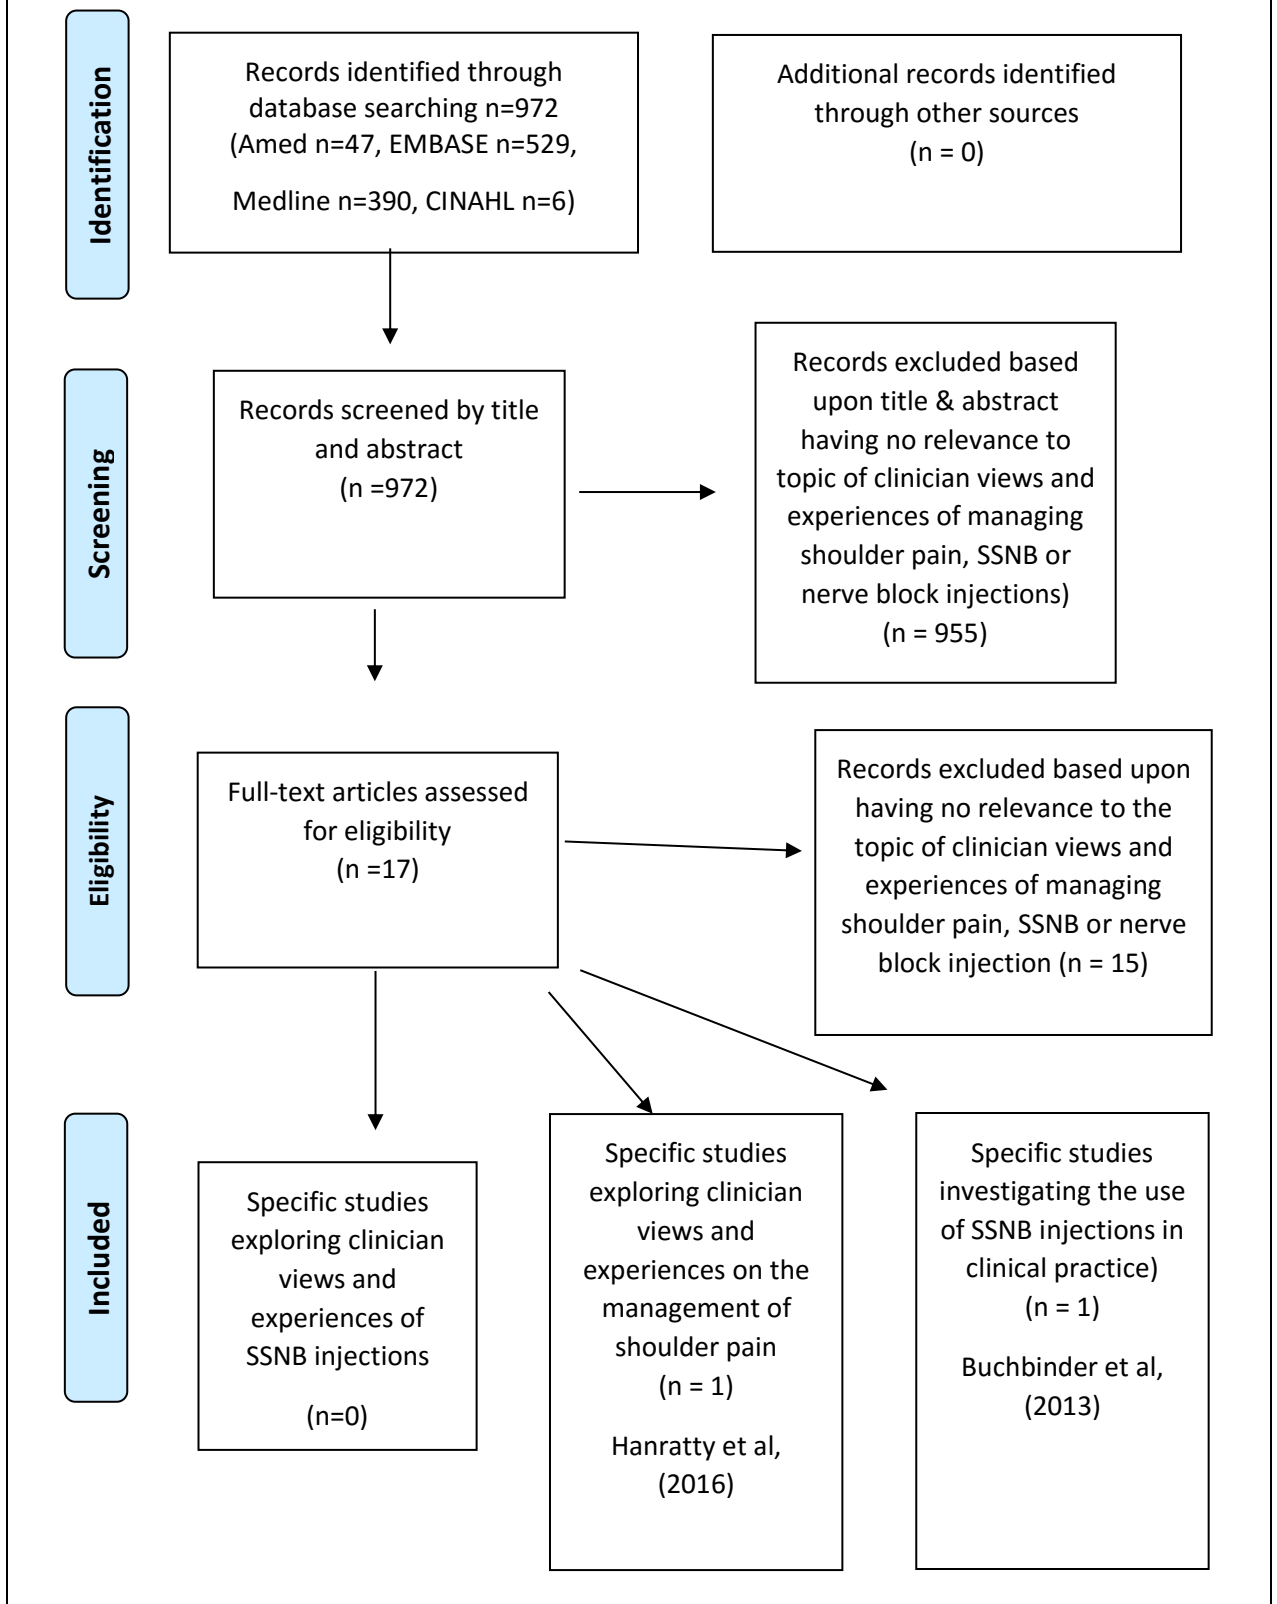 Identification
Records identified through
database searching n=972
(Amed n=47, EMBASE n=529,
Medline n=390, CINAHL n=6)
Additional records identified
through other sources
(n = 0)
Screening
Records screened by title
and abstract
(n =972)
Records excluded based
upon title & abstract
having no relevance to
topic of clinician views and
experiences of managing
shoulder pain, SSNB or
nerve block injections)
(n = 955)
Eligibility
Full-text articles assessed
for eligibility
(n =17)
Records excluded based upon
having no relevance to the
topic of clinician views and
experiences of managing
shoulder pain, SSNB or nerve
block injection (n = 15)
Included
Specific studies
exploring clinician
views and
experiences of
SSNB injections
(n=0)
Specific studies
exploring clinician
views and
experiences on the
management of
shoulder pain
(n = 1)
Hanratty et al,
(2016)
Specific studies
investigating the use
of SSNB injections in
clinical practice)
(n = 1)
Buchbinder et al,
(2013)